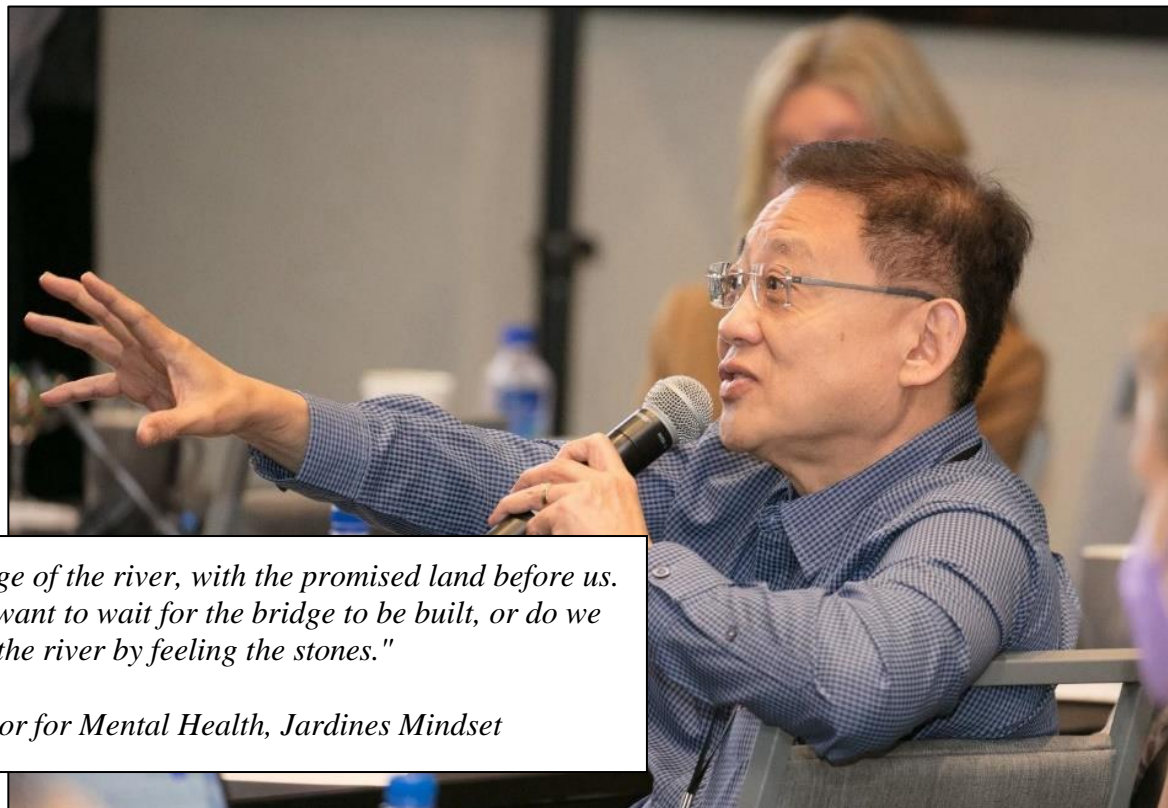 ge of the river, with the promised land before us.
want to wait for the bridge to be built, or do we
the river by feeling the stones."
or for Mental Health, Jardines Mindset